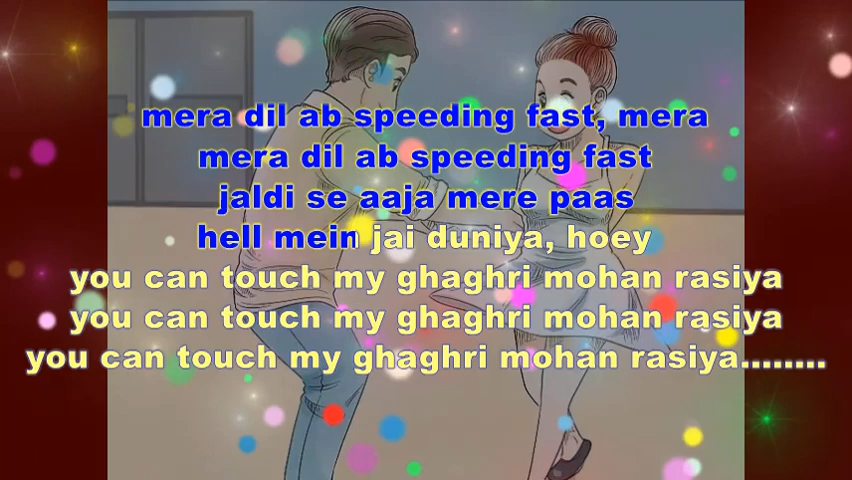 mera dil ab speeding fast, mera
mera dil ab speeding fast
jaldi se aaja mere paas
hell mein jai duniya, hoey
you can touch my ghaghri mohan rasiya
you can touch my ghaghri mohan rasiya
you can touch my ghaghri mohan rasiya........